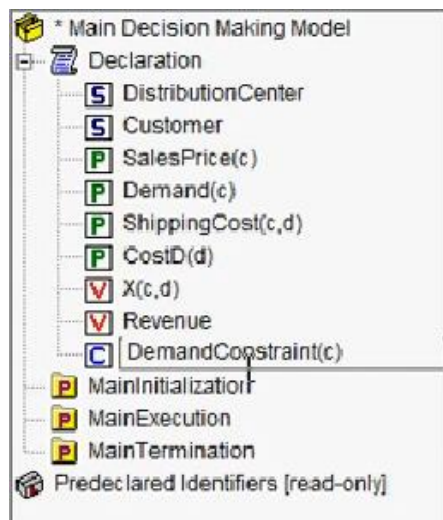 * Main Decision Making Model
Declaration
S DistributionCenter
S Customer
P SalesPrice(c)
P Demand(c)
P ShippingCost(c,d)
P CostD(d)
V X(c,d)
V Revenue
C DemandConstraint(c)
P MainInitialization
P MainExecution
P MainTermination
Predeclared Identifiers [read-only]